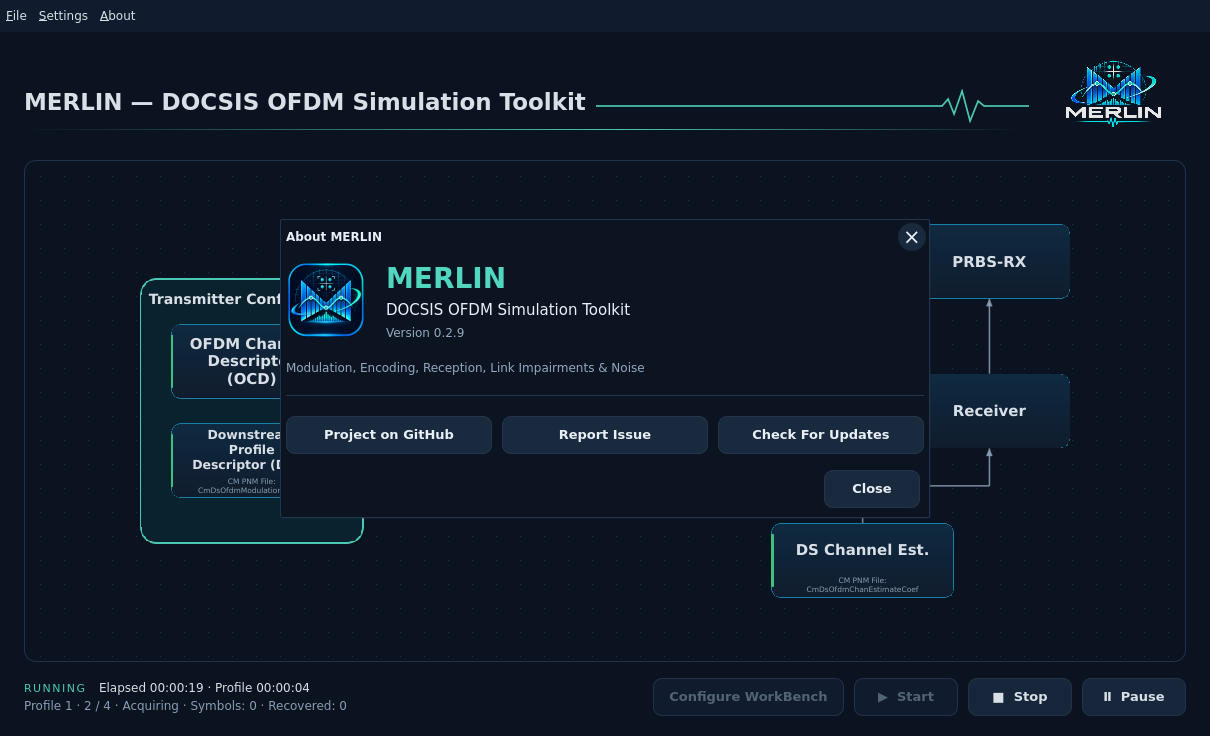 File Settings About
MERLIN — DOCSIS OFDM Simulation Toolkit
MERLIN
About MERLIN
MERLIN
DOCSIS OFDM Simulation Toolkit
Version 0.2.9
Modulation, Encoding, Reception, Link Impairments & Noise
Project on GitHub
Report Issue
Check For Updates
Close
Transmitter Conf
OFDM Chan
Descripto
(OCD)
Downstrea
Profile
Descriptor (D
CM PNM File:
CmDsOfdmModulation
PRBS-RX
Receiver
DS Channel Est.
CM PNM File:
CmDsOfdmChanEstimateCoef
RUNNING Elapsed 00:00:19 · Profile 00:00:04
Profile 1 · 2 / 4 · Acquiring · Symbols: 0 · Recovered: 0
Configure WorkBench
Start
Stop
Pause